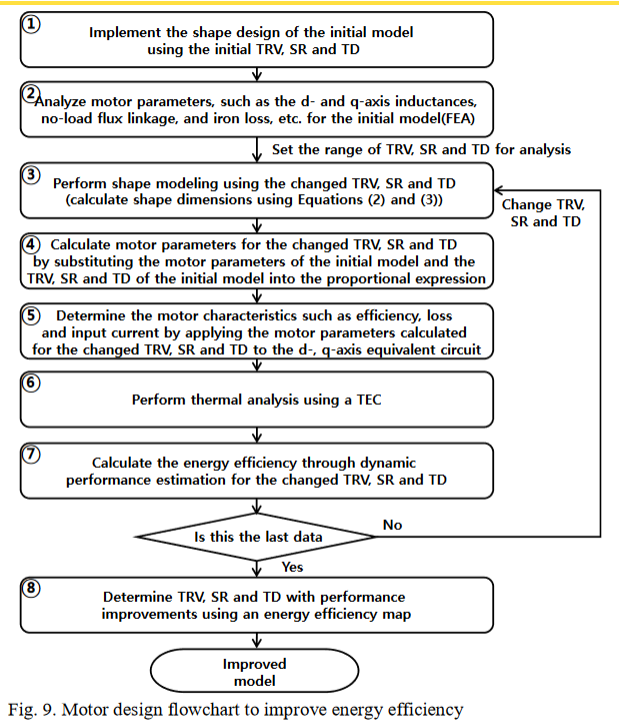 ①
Implement the shape design of the initial model
using the initial TRV, SR and TD
②
Analyze motor parameters, such as the d- and q-axis inductances,
no-load flux linkage, and iron loss, etc. for the initial model(FEA)
Set the range of TRV, SR and TD for analysis
③
Perform shape modeling using the changed TRV, SR and TD
(calculate shape dimensions using Equations (2) and (3))
Change TRV,
SR and TD
④ Calculate motor parameters for the changed TRV, SR and TD
by substituting the motor parameters of the initial model and the
TRV, SR and TD of the initial model into the proportional expression
⑤ Determine the motor characteristics such as efficiency, loss
and input current by applying the motor parameters calculated
for the changed TRV, SR and TD to the d-, q-axis equivalent circuit
⑥
Perform thermal analysis using a TEC
⑦
Calculate the energy efficiency through dynamic
performance estimation for the changed TRV, SR and TD
Is this the last data
No
Yes
⑧
Determine TRV, SR and TD with performance
improvements using an energy efficiency map
Improved
model
Fig. 9. Motor design flowchart to improve energy efficiency